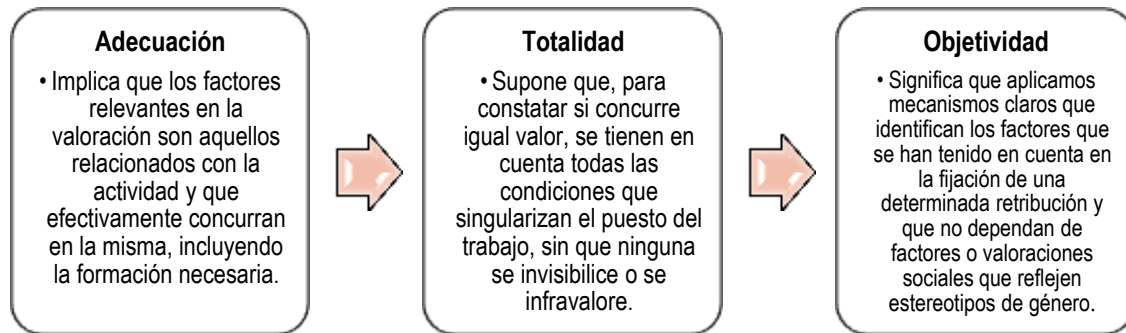 Adecuación
• Implica que los factores
relevantes en la
valoración son aquellos
relacionados con la
actividad y que
efectivamente concurran
en la misma, incluyendo
la formación necesaria.
Totalidad
• Supone que, para
constatar si concurre
igual valor, se tienen en
cuenta todas las
condiciones que
singularizan el puesto del
trabajo, sin que ninguna
se invisibilice o se
infravalore.
Objetividad
• Significa que aplicamos
mecanismos claros que
identifican los factores que
se han tenido en cuenta en
la fijación de una
determinada retribución y
que no dependan de
factores o valoraciones
sociales que reflejen
estereotipos de género.